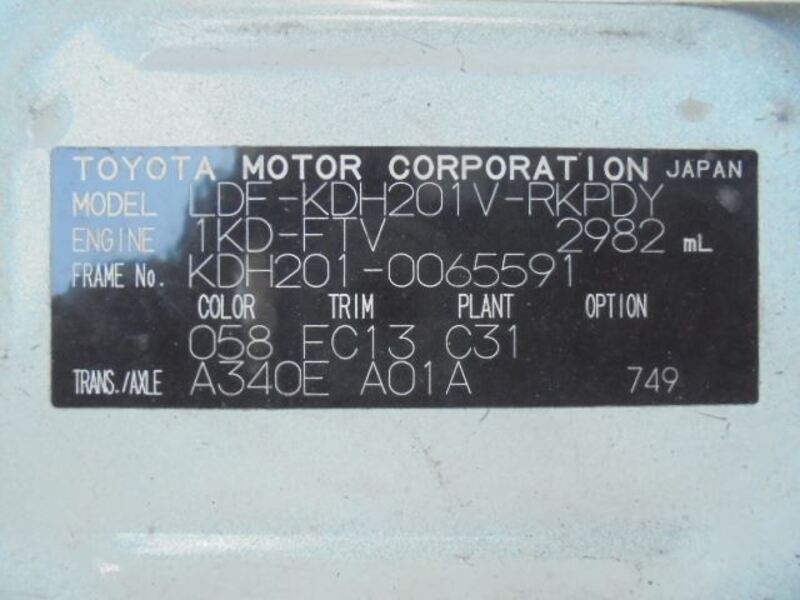 TOYOTA MOTOR CORPORATION JAPAN
MODEL LDF-KDH201V-RKPDY
ENGINE 1KD-FTV 2982 mL
FRAME No. KDH201-0065591
COLOR TRIM PLANT OPTION
058 FC13 C31
TRANS./AXLE A340E A01A 749